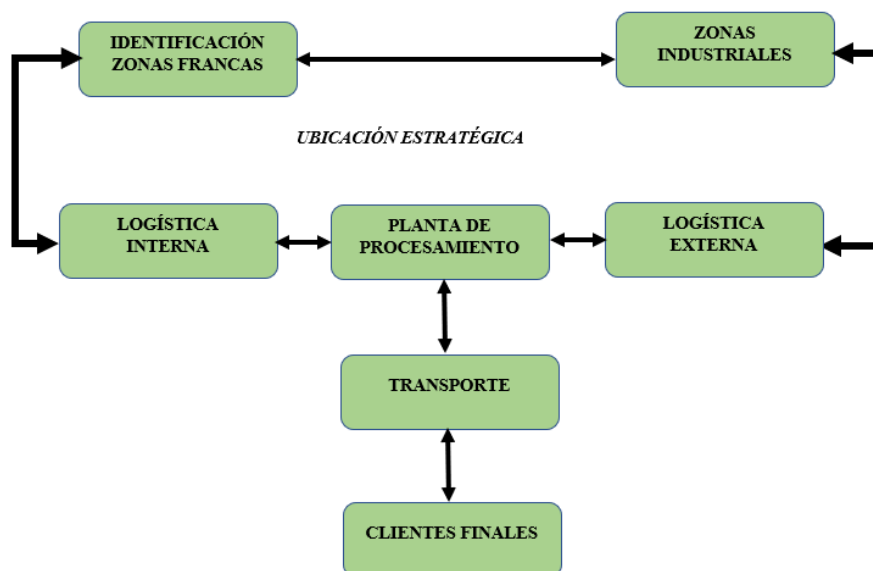 IDENTIFICACIÓN
ZONAS FRANCAS
ZONAS
INDUSTRIALES
UBICACIÓN ESTRATÉGICA
LOGÍSTICA
INTERNA
PLANTA DE
PROCESAMIENTO
LOGÍSTICA
EXTERNA
TRANSPORTE
CLIENTES FINALES